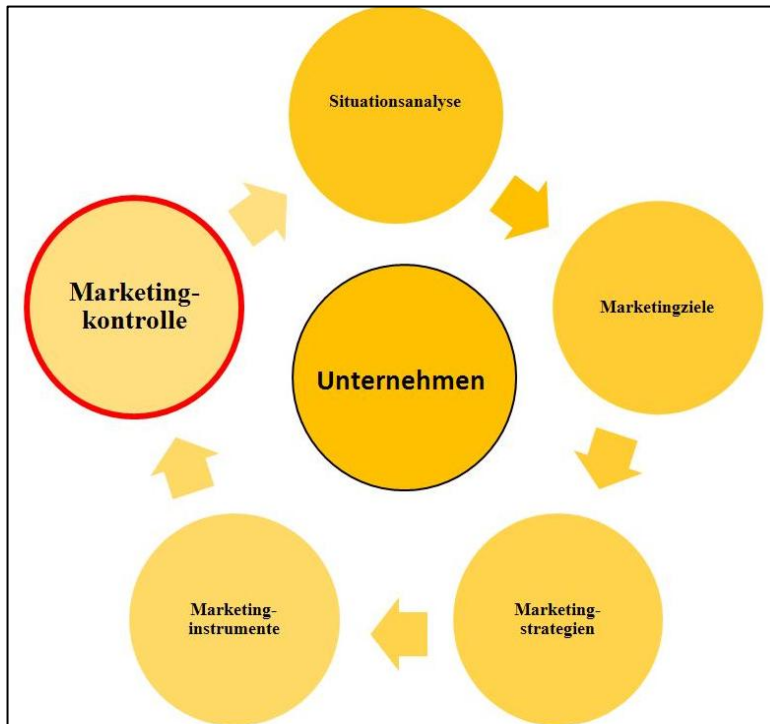 Situationsanalyse
Marketingziele
Marketing-
strategien
Marketing-
instrumente
Marketing-
kontrolle
Unternehmen